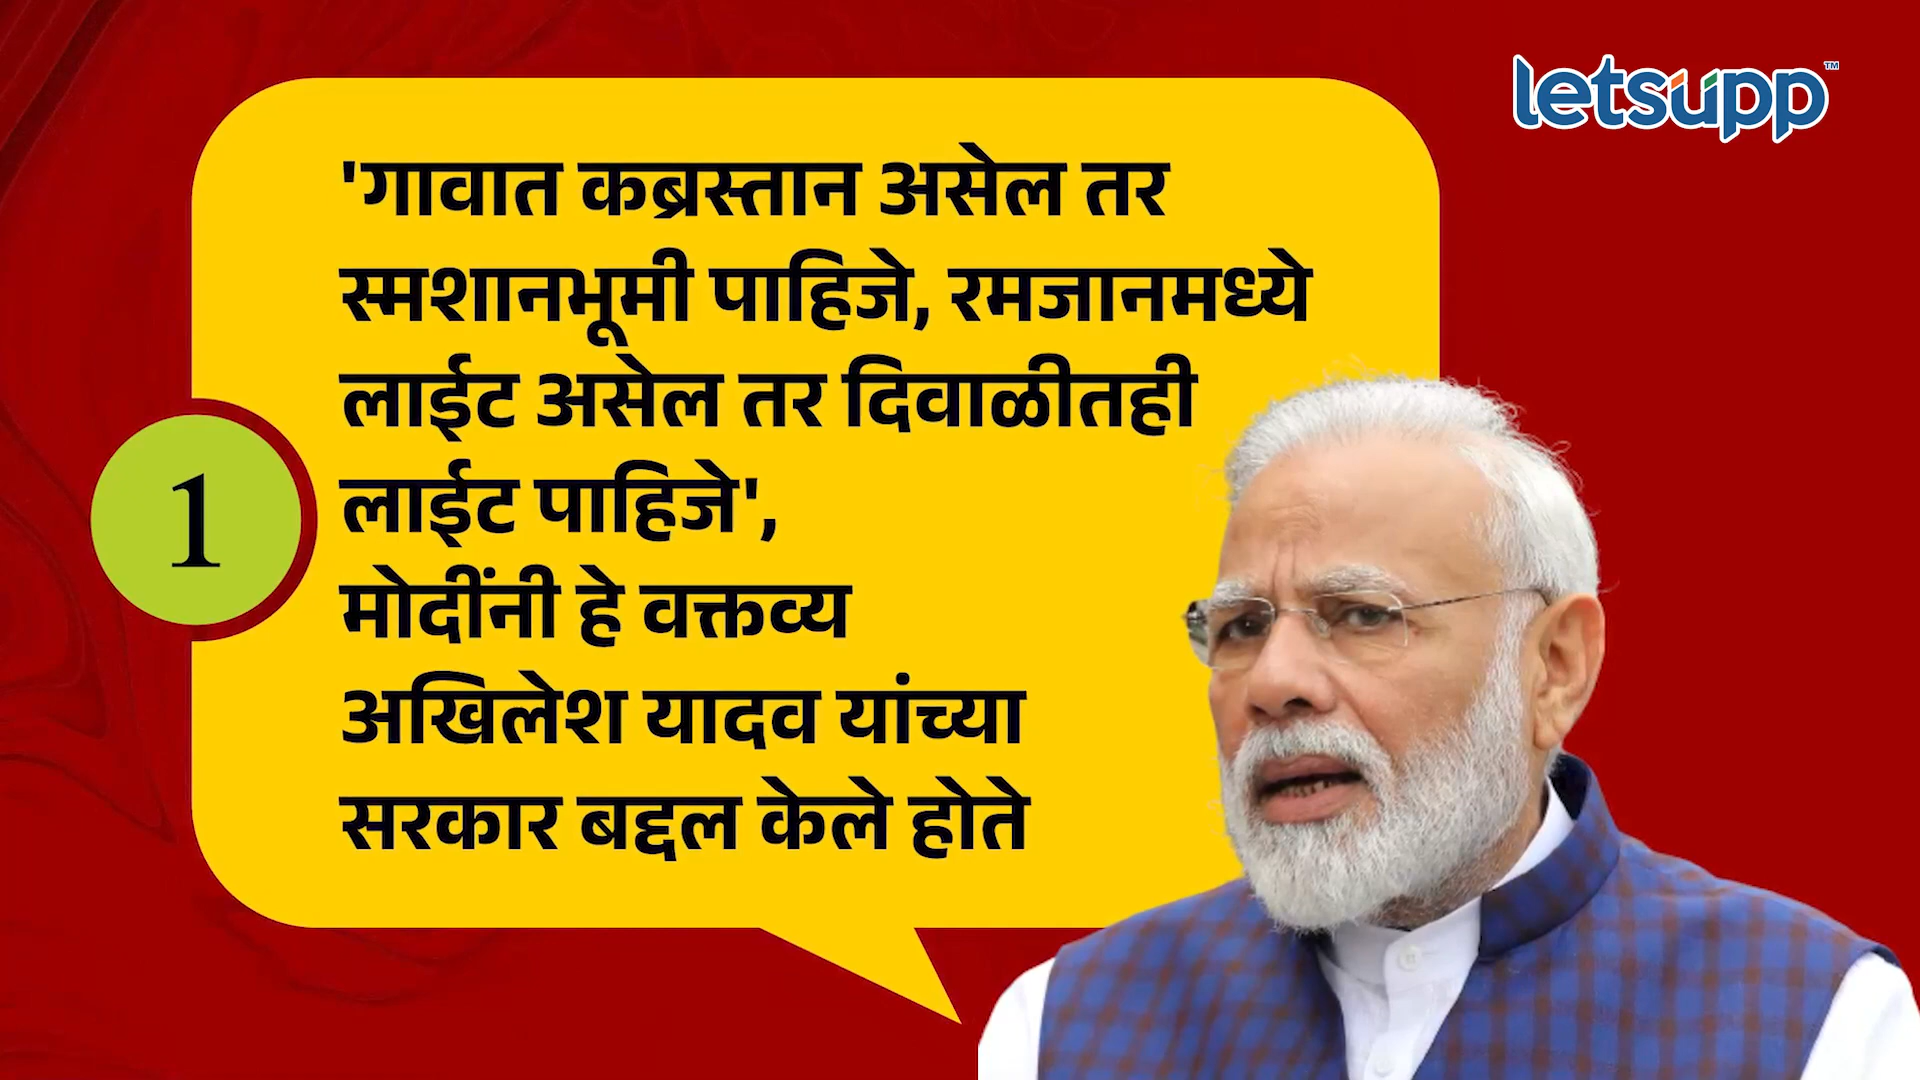 letsupp™
'गावात कब्रस्तान असेल तर
स्मशानभूमी पाहिजे, रमजानमध्ये
लाईट असेल तर दिवाळीतही
लाईट पाहिजे',
मोदींनी हे वक्तव्य
अखिलेश यादव यांच्या
सरकार बद्दल केले होते
1